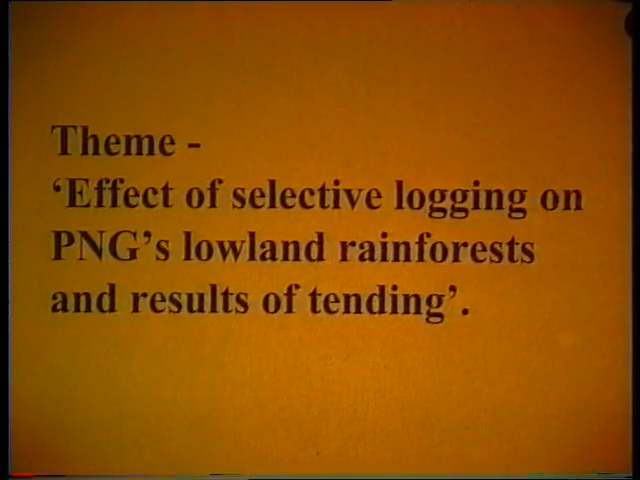 Theme -
‘Effect of selective logging on
PNG’s lowland rainforests
and results of tending’.